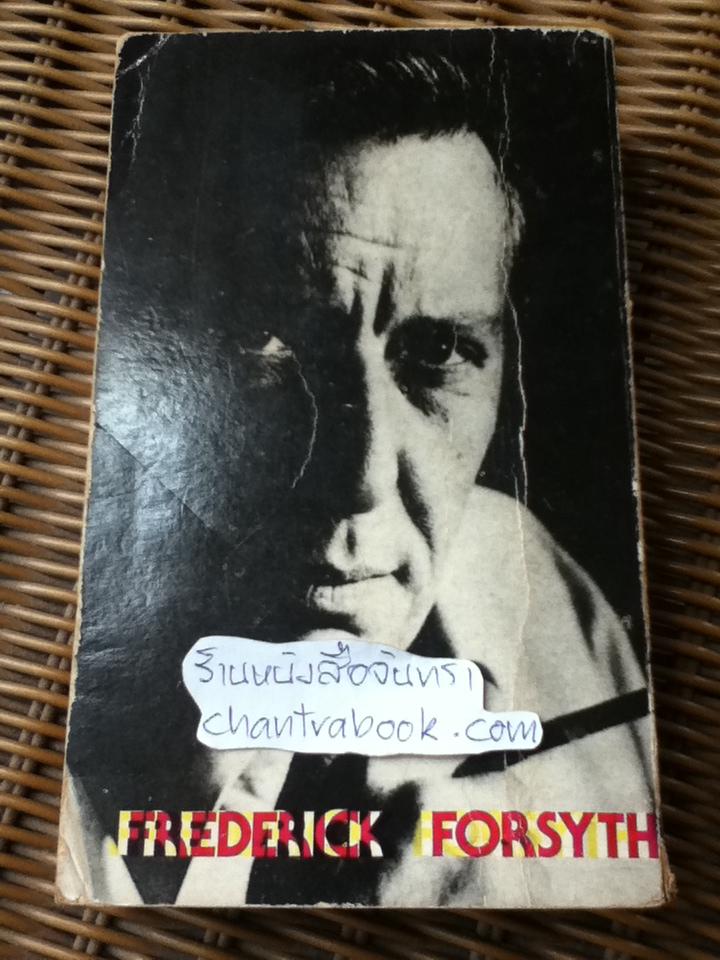 ร้านหนังสือจันทรา
chantrabook.com
FREDERICK FORSYTH